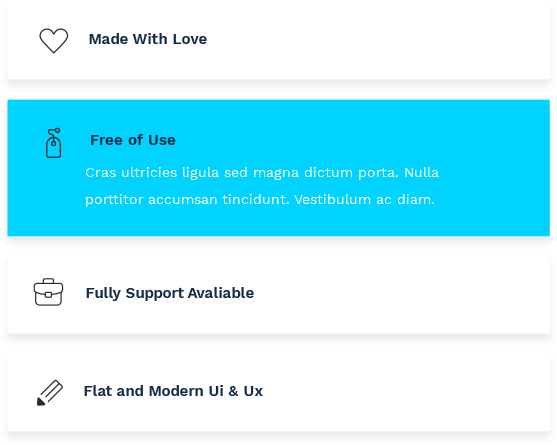 Made With Love
Free of Use
Cras ultricies ligula sed magna dictum porta. Nulla
porttitor accumsan tincidunt. Vestibulum ac diam.
Fully Support Avaliable
Flat and Modern Ui & Ux